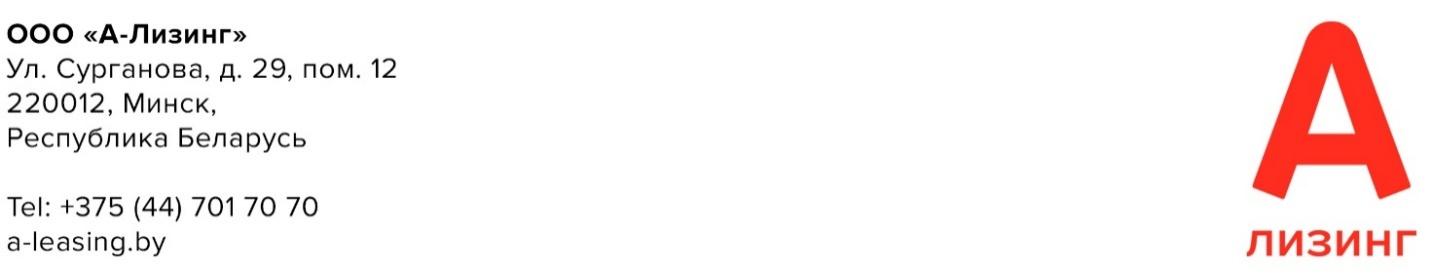 ООО «А-Лизинг»
Ул. Сурганова, д. 29, пом. 12
220012, Минск,
Республика Беларусь
Tel: +375 (44) 701 70 70
a-leasing.by
А
ЛИЗИНГ